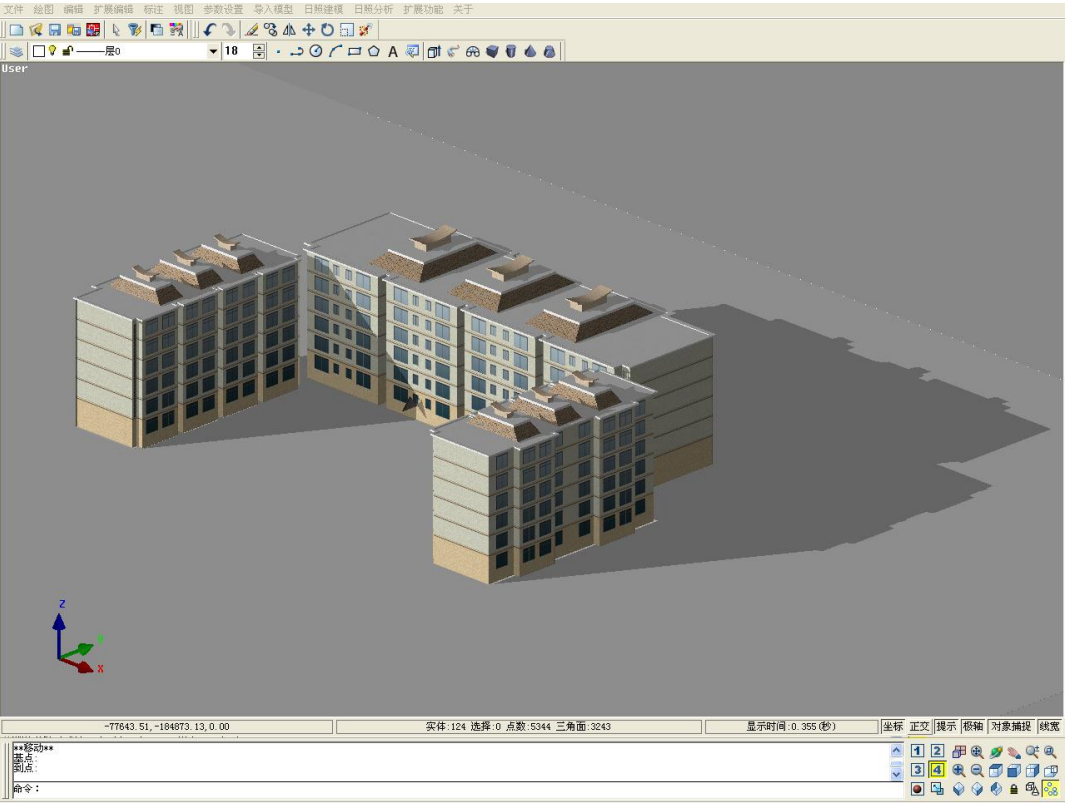 文件 绘图 编辑 扩展编辑 标注 视图 参数设置 导入模型 日照建模 日照分析 扩展功能 关于
层0 18
A
User
Z
Y
X
-77643.51,-184873.13,0.00 实体:124 选择:0 点数:5344 三角面:3243 显示时间:0.355(秒) 坐标 正交 提示 极轴 对象捕捉 线宽
**移动**
基点:
到点:
命令:
1 2
3 4